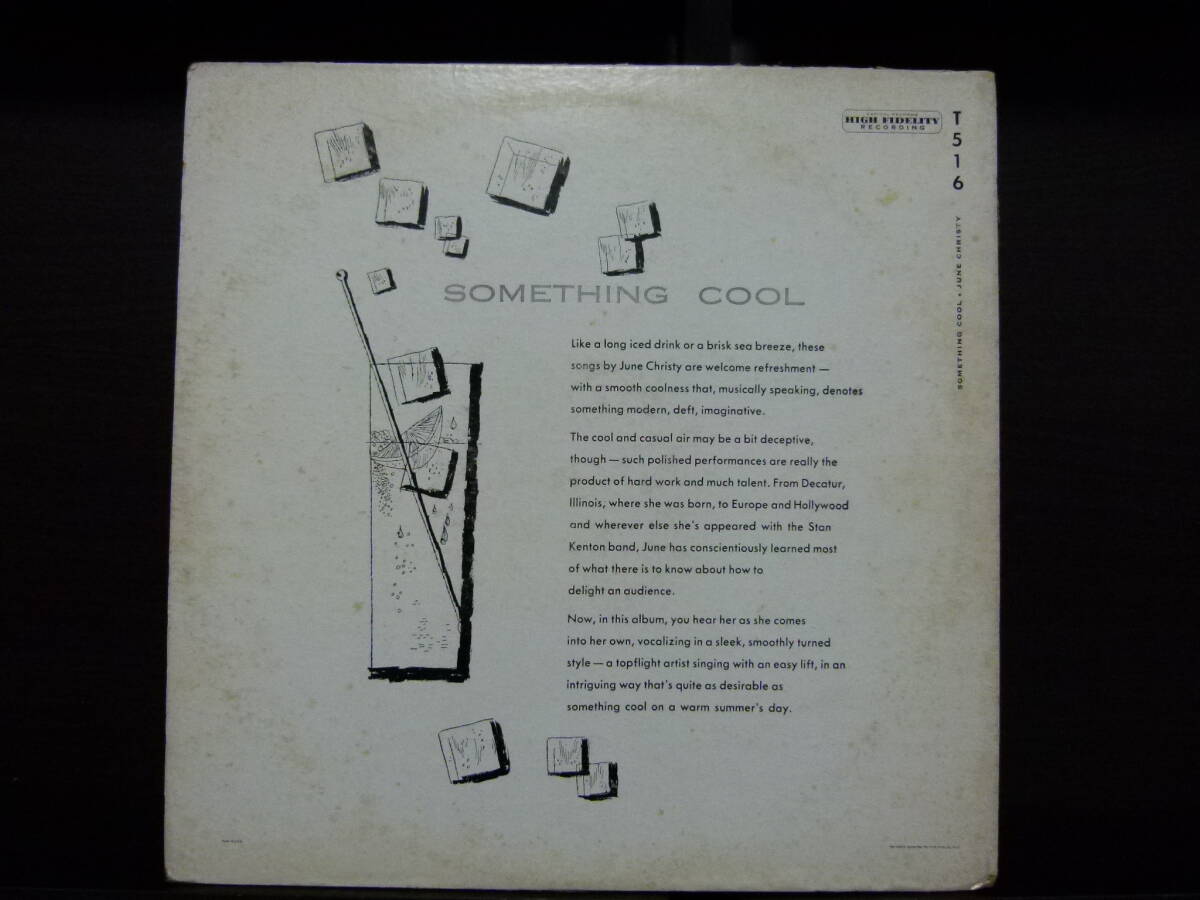 HIGH FIDELITY
RECORDING
T
5
1
6
SOMETHING COOL • JUNE CHRISTY
SOMETHING COOL
Like a long iced drink or a brisk sea breeze, these
songs by June Christy are welcome refreshment —
with a smooth coolness that, musically speaking, denotes
something modern, deft, imaginative.
The cool and casual air may be a bit deceptive,
though — such polished performances are really the
product of hard work and much talent. From Decatur,
Illinois, where she was born, to Europe and Hollywood
and wherever else she's appeared with the Stan
Kenton band, June has conscientiously learned most
of what there is to know about how to
delight an audience.
Now, in this album, you hear her as she comes
into her own, vocalizing in a sleek, smoothly turned
style — a topflight artist singing with an easy lift, in an
intriguing way that's quite as desirable as
something cool on a warm summer's day.